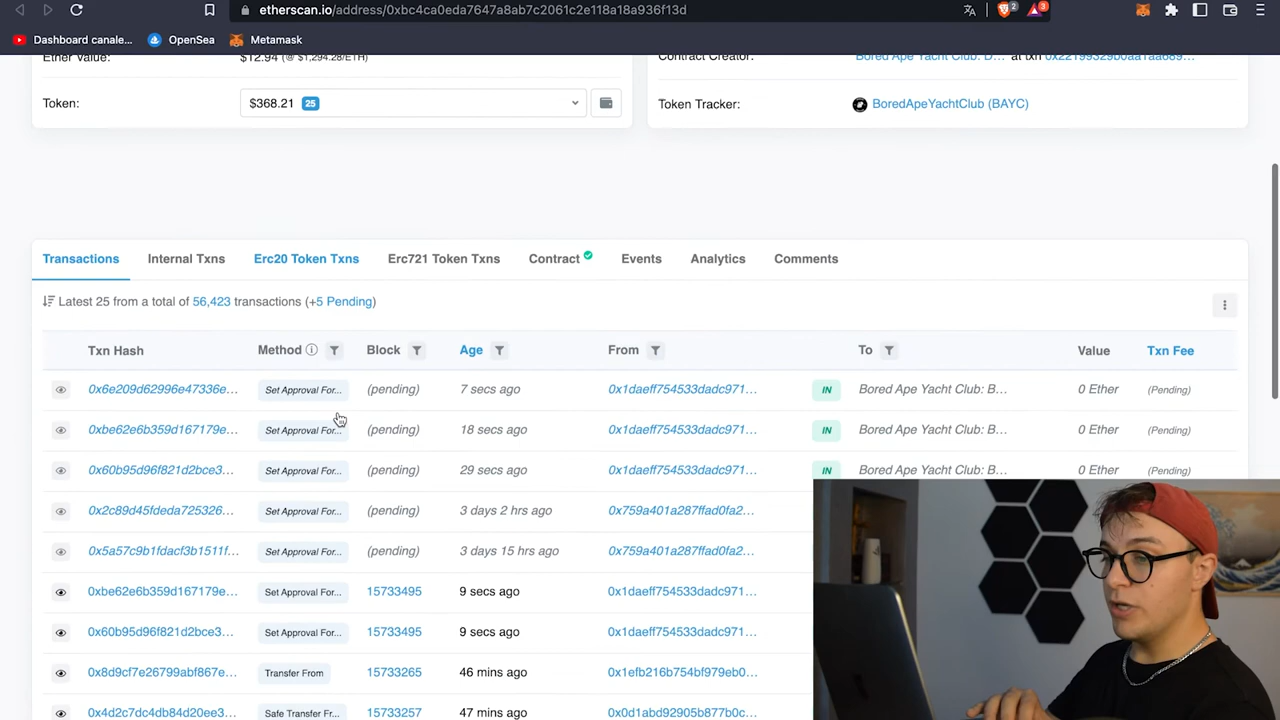 etherscan.io/address/0xbc4ca0eda7647a8ab7c2061c2e118a18a936f13d
2
3
Dashboard canale...
OpenSea
Metamask
Ether Value:
$12.94 (@ $1,294.28/ETH)
Contract Creator:
Bored Ape Yacht Club: D... at txn
Token:
$368.21 25
Token Tracker:
BoredApeYachtClub (BAYC)
Transactions Internal Txns Erc20 Token Txns Erc721 Token Txns Contract Events Analytics Comments
Latest 25 from a total of 56,423 transactions (+5 Pending)
Txn Hash Method Block Age From To Value Txn Fee
0x6e209d62996e47336e... Set Approval For... (pending) 7 secs ago 0x1daeff754533dadc971... IN Bored Ape Yacht Club: B... 0 Ether (Pending)
0xbe62e6b359d167179e... Set Approval For... (pending) 18 secs ago 0x1daeff754533dadc971... IN Bored Ape Yacht Club: B... 0 Ether (Pending)
0x60b95d96f821d2bce3... Set Approval For... (pending) 29 secs ago 0x1daeff754533dadc971... IN Bored Ape Yacht Club: B... 0 Ether (Pending)
0x2c89d45fdeda725326... Set Approval For... (pending) 3 days 2 hrs ago 0x759a401a287ffad0fa2...
0x5a57c9b1fdacf3b1511f... Set Approval For... (pending) 3 days 15 hrs ago 0x759a401a287ffad0fa2...
0xbe62e6b359d167179e... Set Approval For... 15733495 9 secs ago 0x1daeff754533dadc971...
0x60b95d96f821d2bce3... Set Approval For... 15733495 9 secs ago 0x1daeff754533dadc971...
0x8d9cf7e26799abf867e... Transfer From 15733265 46 mins ago 0x1efb216b754bf979eb0...
0x4d2c7dc4db84d20ee3... Safe Transfer Fr... 15733257 47 mins ago 0x0d1abd92905b877b0c...